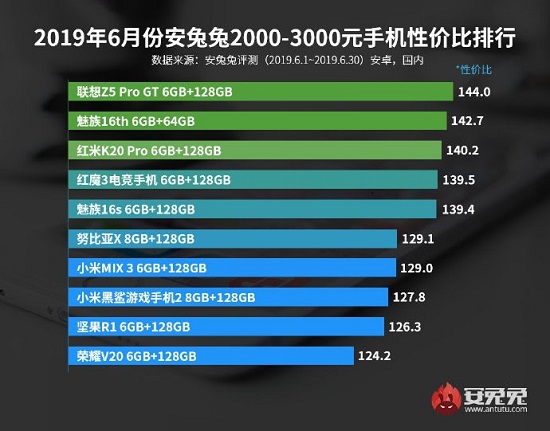 2019年6月份安兔兔2000-3000元手机性价比排行
数据来源：安兔兔评测（2019.6.1~2019.6.30）安卓，国内
*性价比
联想Z5 Pro GT 6GB+128GB 144.0
魅族16th 6GB+64GB 142.7
红米K20 Pro 6GB+128GB 140.2
红魔3电竞手机 6GB+128GB 139.5
魅族16s 6GB+128GB 139.4
努比亚X 8GB+128GB 129.1
小米MIX 3 6GB+128GB 129.0
小米黑鲨游戏手机2 8GB+128GB 127.8
坚果R1 6GB+128GB 126.3
荣耀V20 6GB+128GB 124.2
安兔兔
www.antutu.com